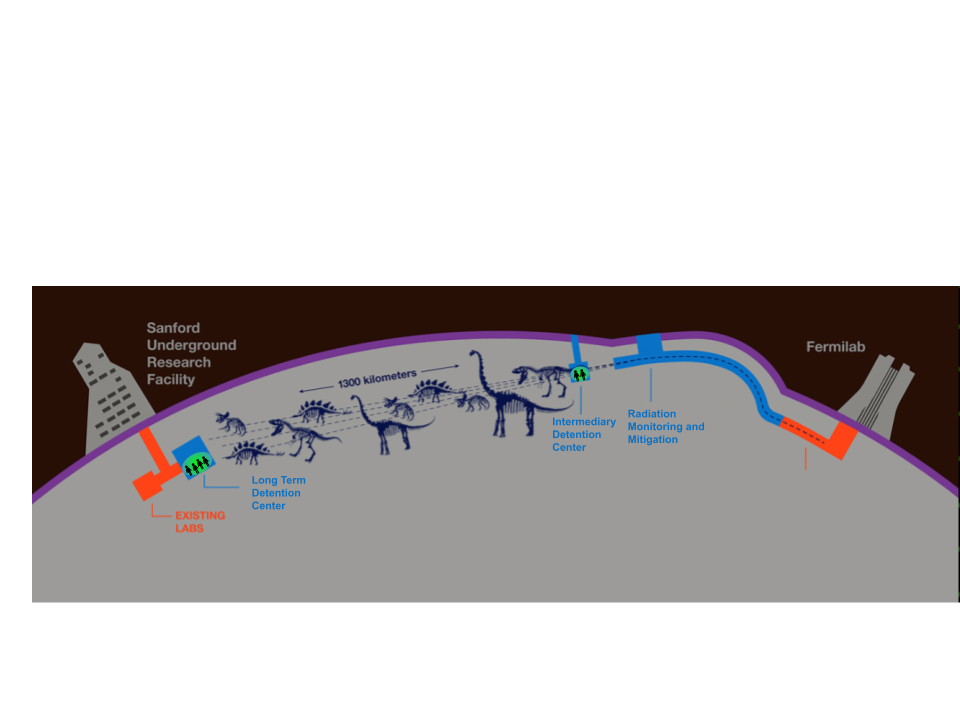 Sanford
Underground
Research
Facility
Fermilab
1300 kilometers
Intermediary
Detention
Center
Radiation
Monitoring and
Mitigation
Long Term
Detention
Center
EXISTING
LABS